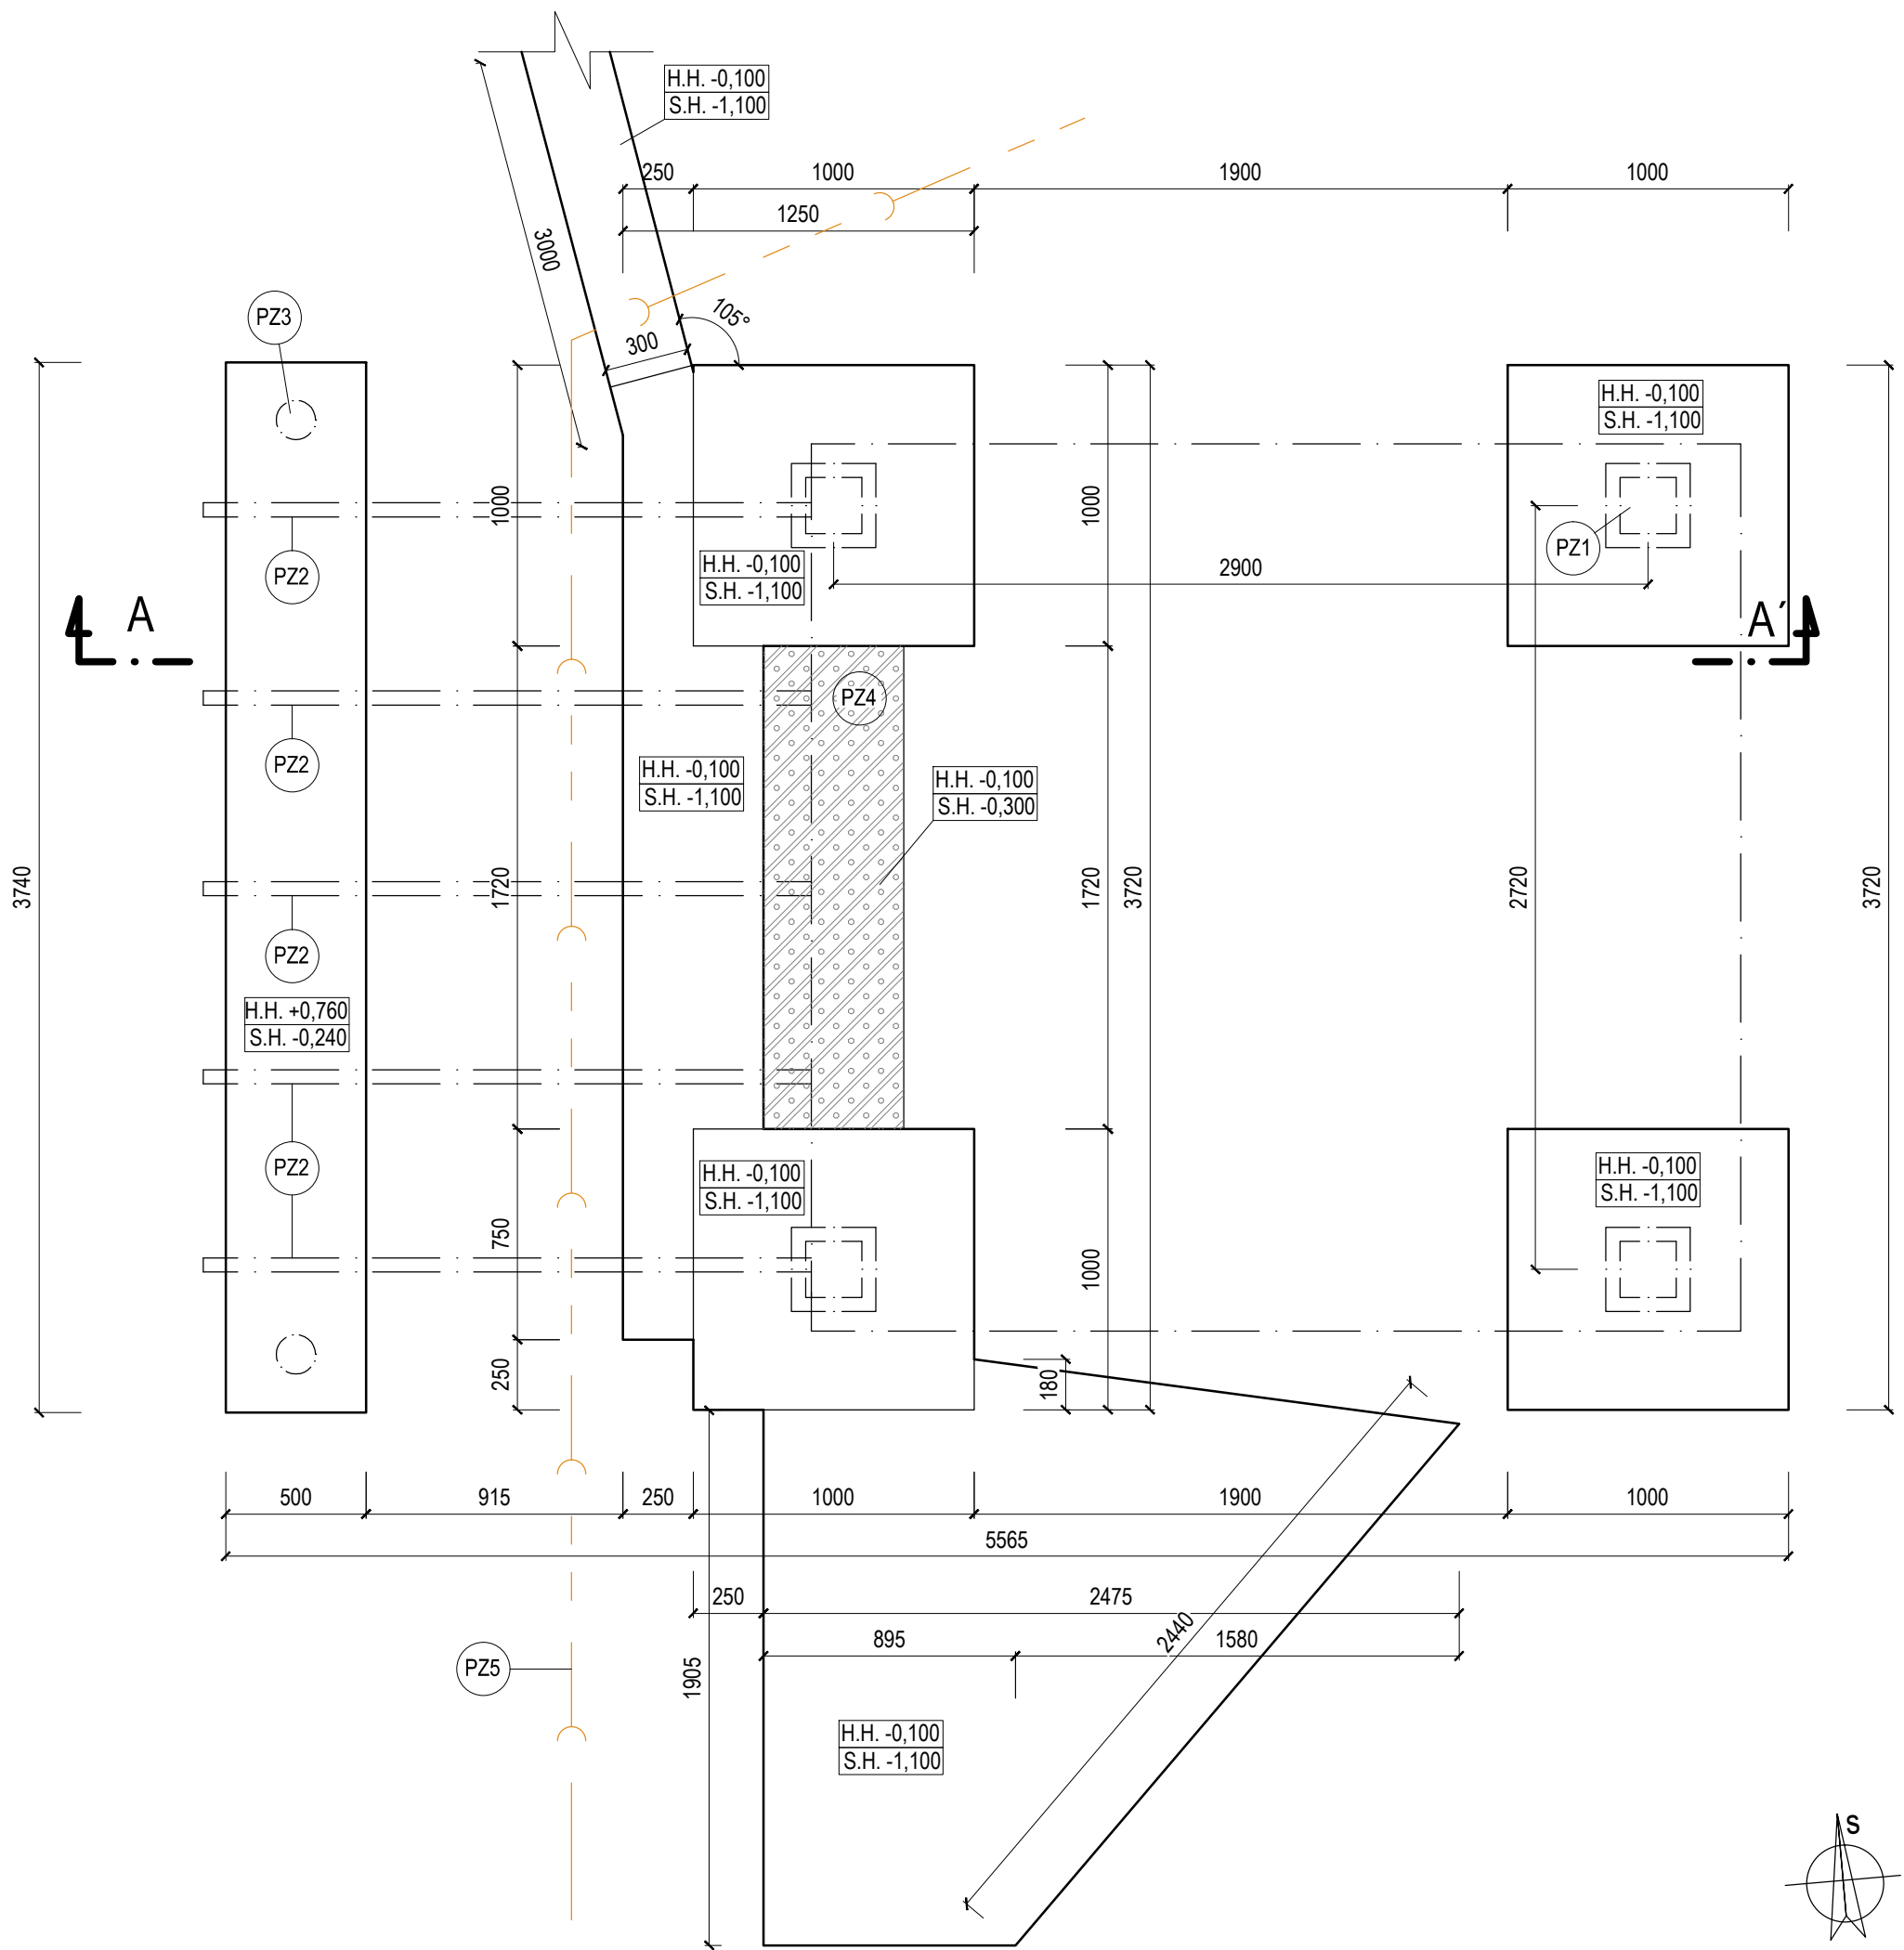 H.H. -0,100
S.H. -1,100
250
1000
1900
1000
1250
3000
105°
300
PZ3
H.H. -0,100
S.H. -1,100
1000
1000
PZ1
H.H. -0,100
S.H. -1,100
2900
PZ2
A
A´
PZ4
PZ2
H.H. -0,100
S.H. -1,100
H.H. -0,100
S.H. -0,300
3740
1720
1720
3720
2720
3720
PZ2
H.H. +0,760
S.H. -0,240
PZ2
H.H. -0,100
S.H. -1,100
H.H. -0,100
S.H. -1,100
750
1000
250
180
500
915
250
1000
1900
1000
5565
250
2475
2440
895
1580
PZ5
1905
H.H. -0,100
S.H. -1,100
S